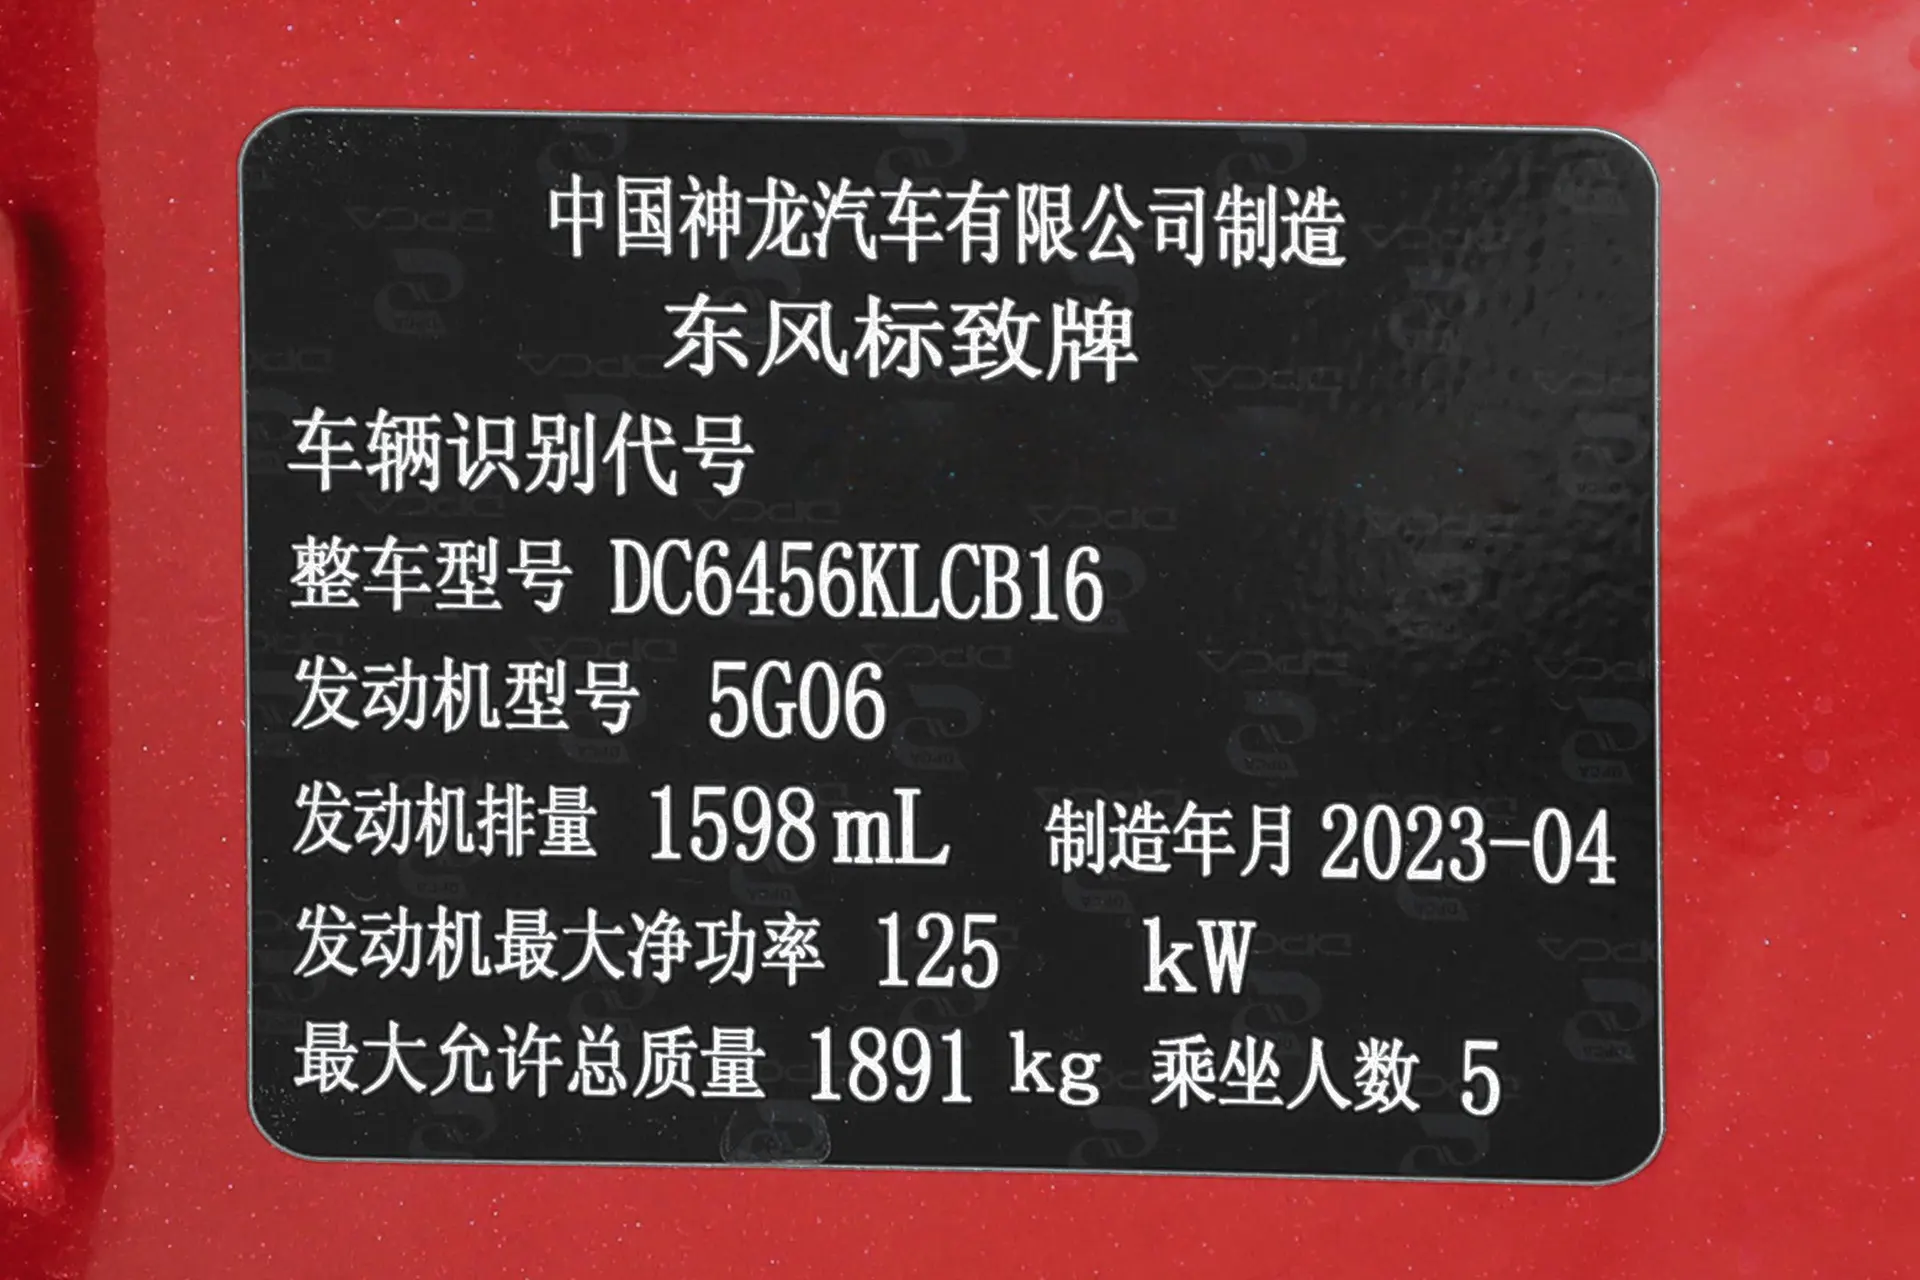 中国神龙汽车有限公司制造
东风标致牌
车辆识别代号
整车型号 DC6456KLCB16
发动机型号 5G06
发动机排量 1598 mL 制造年月 2023-04
发动机最大净功率 125 kW
最大允许总质量 1891 kg 乘坐人数 5